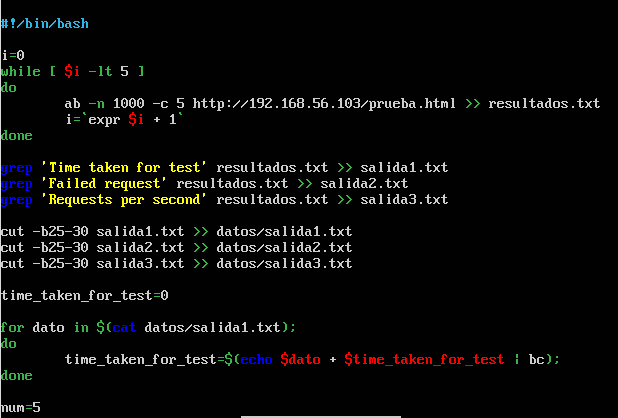 #!/bin/bash
i=0
while [ $i -lt 5 ]
do
ab -n 1000 -c 5 http://192.168.56.103/prueba.html >> resultados.txt
i=`expr $i + 1`
done
grep 'Time taken for test' resultados.txt >> salida1.txt
grep 'Failed request' resultados.txt >> salida2.txt
grep 'Requests per second' resultados.txt >> salida3.txt
cut -b25-30 salida1.txt >> datos/salida1.txt
cut -b25-30 salida2.txt >> datos/salida2.txt
cut -b25-30 salida3.txt >> datos/salida3.txt
time_taken_for_test=0
for dato in $(cat datos/salida1.txt);
do
time_taken_for_test=$(echo $dato + $time_taken_for_test | bc);
done
num=5